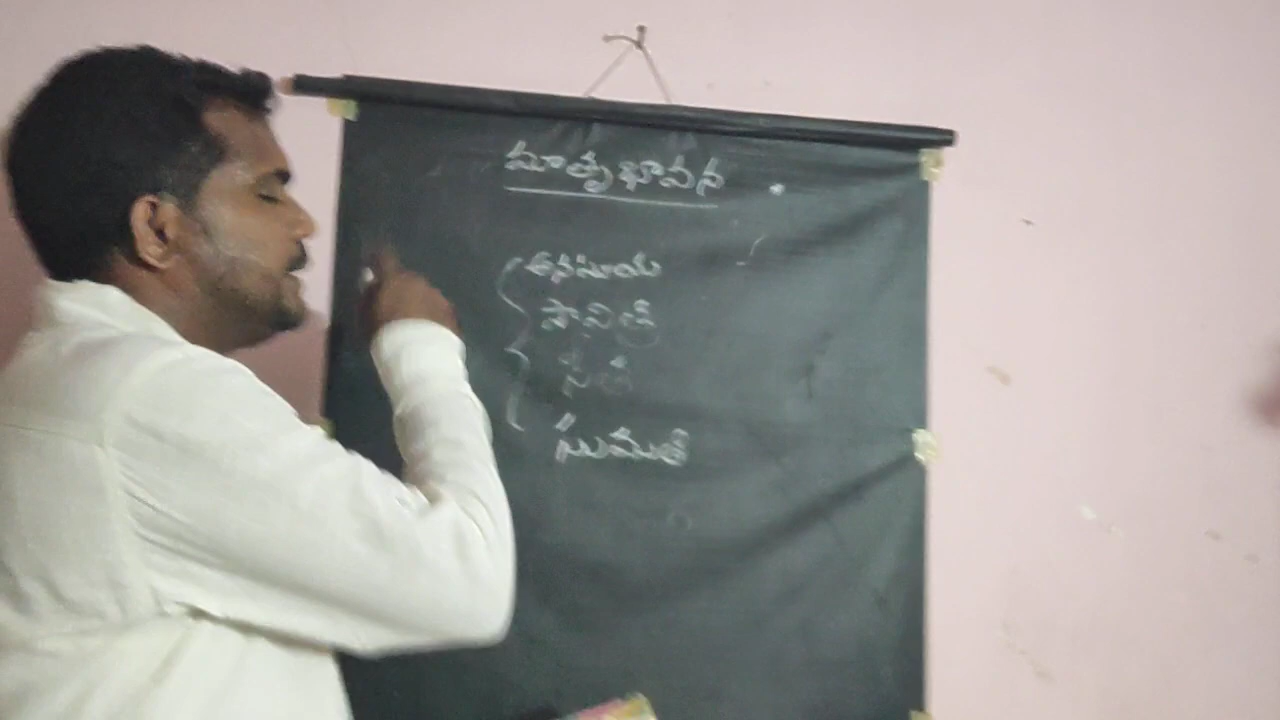 మాతృభావన
అనసూయ
సావిత్రి
సీత
సుమతి